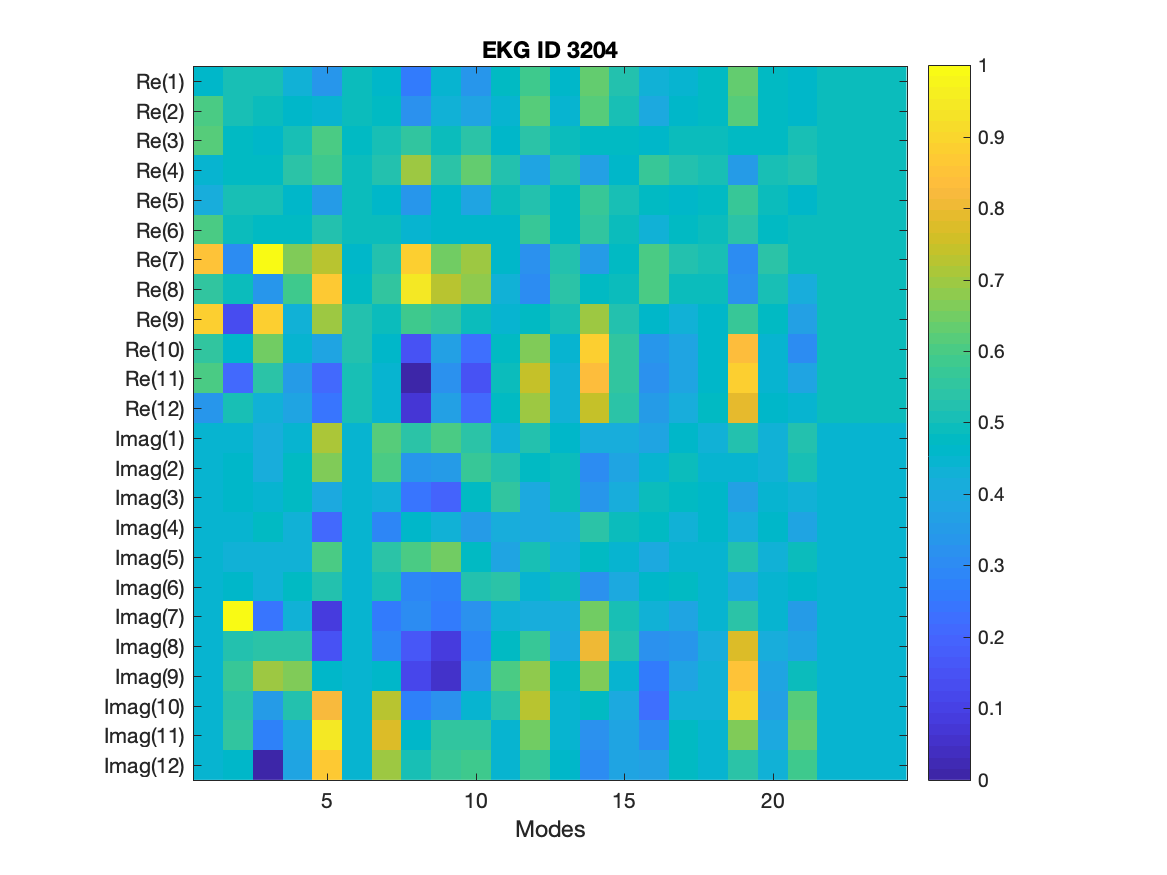 EKG ID 3204
Re(1)
Re(2)
Re(3)
Re(4)
Re(5)
Re(6)
Re(7)
Re(8)
Re(9)
Re(10)
Re(11)
Re(12)
Imag(1)
Imag(2)
Imag(3)
Imag(4)
Imag(5)
Imag(6)
Imag(7)
Imag(8)
Imag(9)
Imag(10)
Imag(11)
Imag(12)
5 10 15 20
Modes
1
0.9
0.8
0.7
0.6
0.5
0.4
0.3
0.2
0.1
0